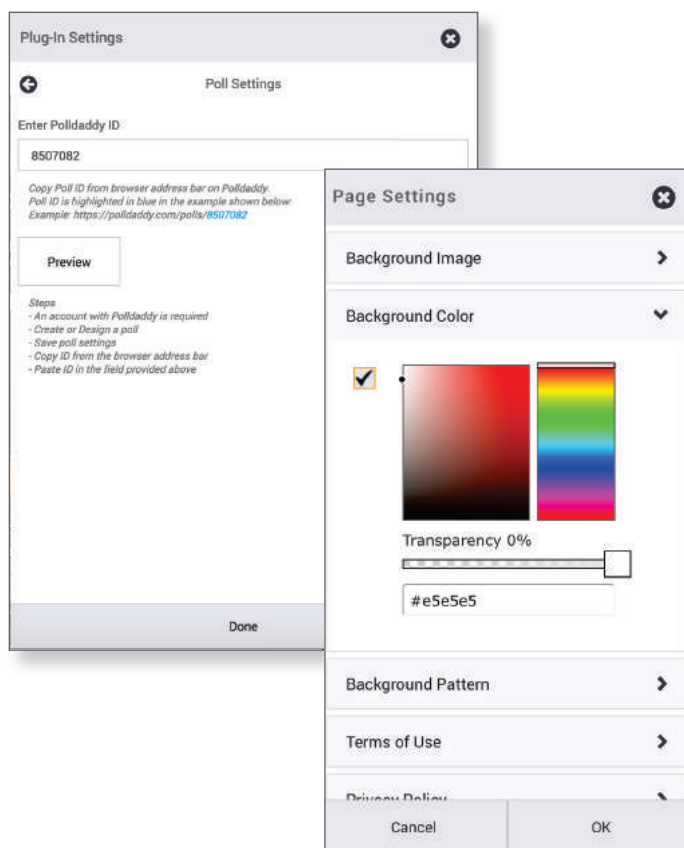 Plug-In Settings
Poll Settings
Enter Polldaddy ID
8507082
Copy Poll ID from browser address bar on Polldaddy.
Poll ID is highlighted in blue in the example shown below
Example: https://polldaddy.com/polls/8507082
Preview
Steps
- An account with Polldaddy is required
- Create or Design a poll
- Save poll settings
- Copy ID from the browser address bar
- Paste ID in the field provided above
Done
Page Settings
Background Image
Background Color
Transparency 0%
#e5e5e5
Background Pattern
Terms of Use
Privacy Policy
Cancel
OK